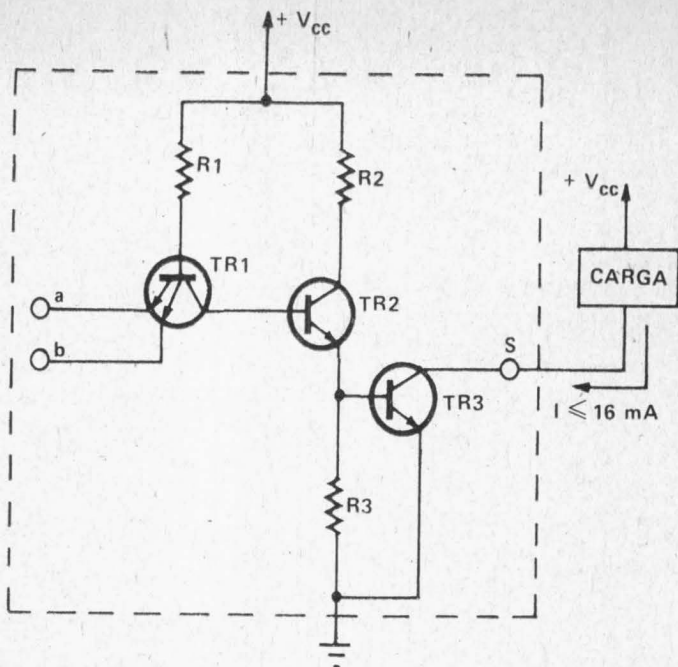 + Vcc
R1
R2
+ Vcc
TR1
CARGA
a
TR2
b
S
TR3
I ≤ 16 mA
R3